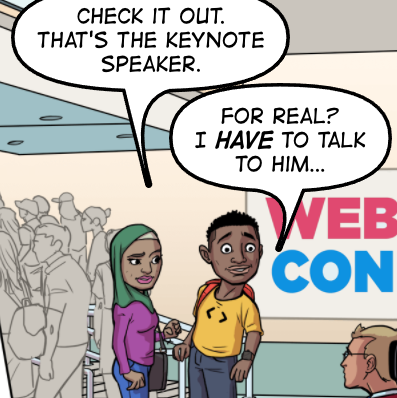 CHECK IT OUT.
THAT'S THE KEYNOTE
SPEAKER.
FOR REAL?
I HAVE TO TALK
TO HIM...
WEB
CON
< >